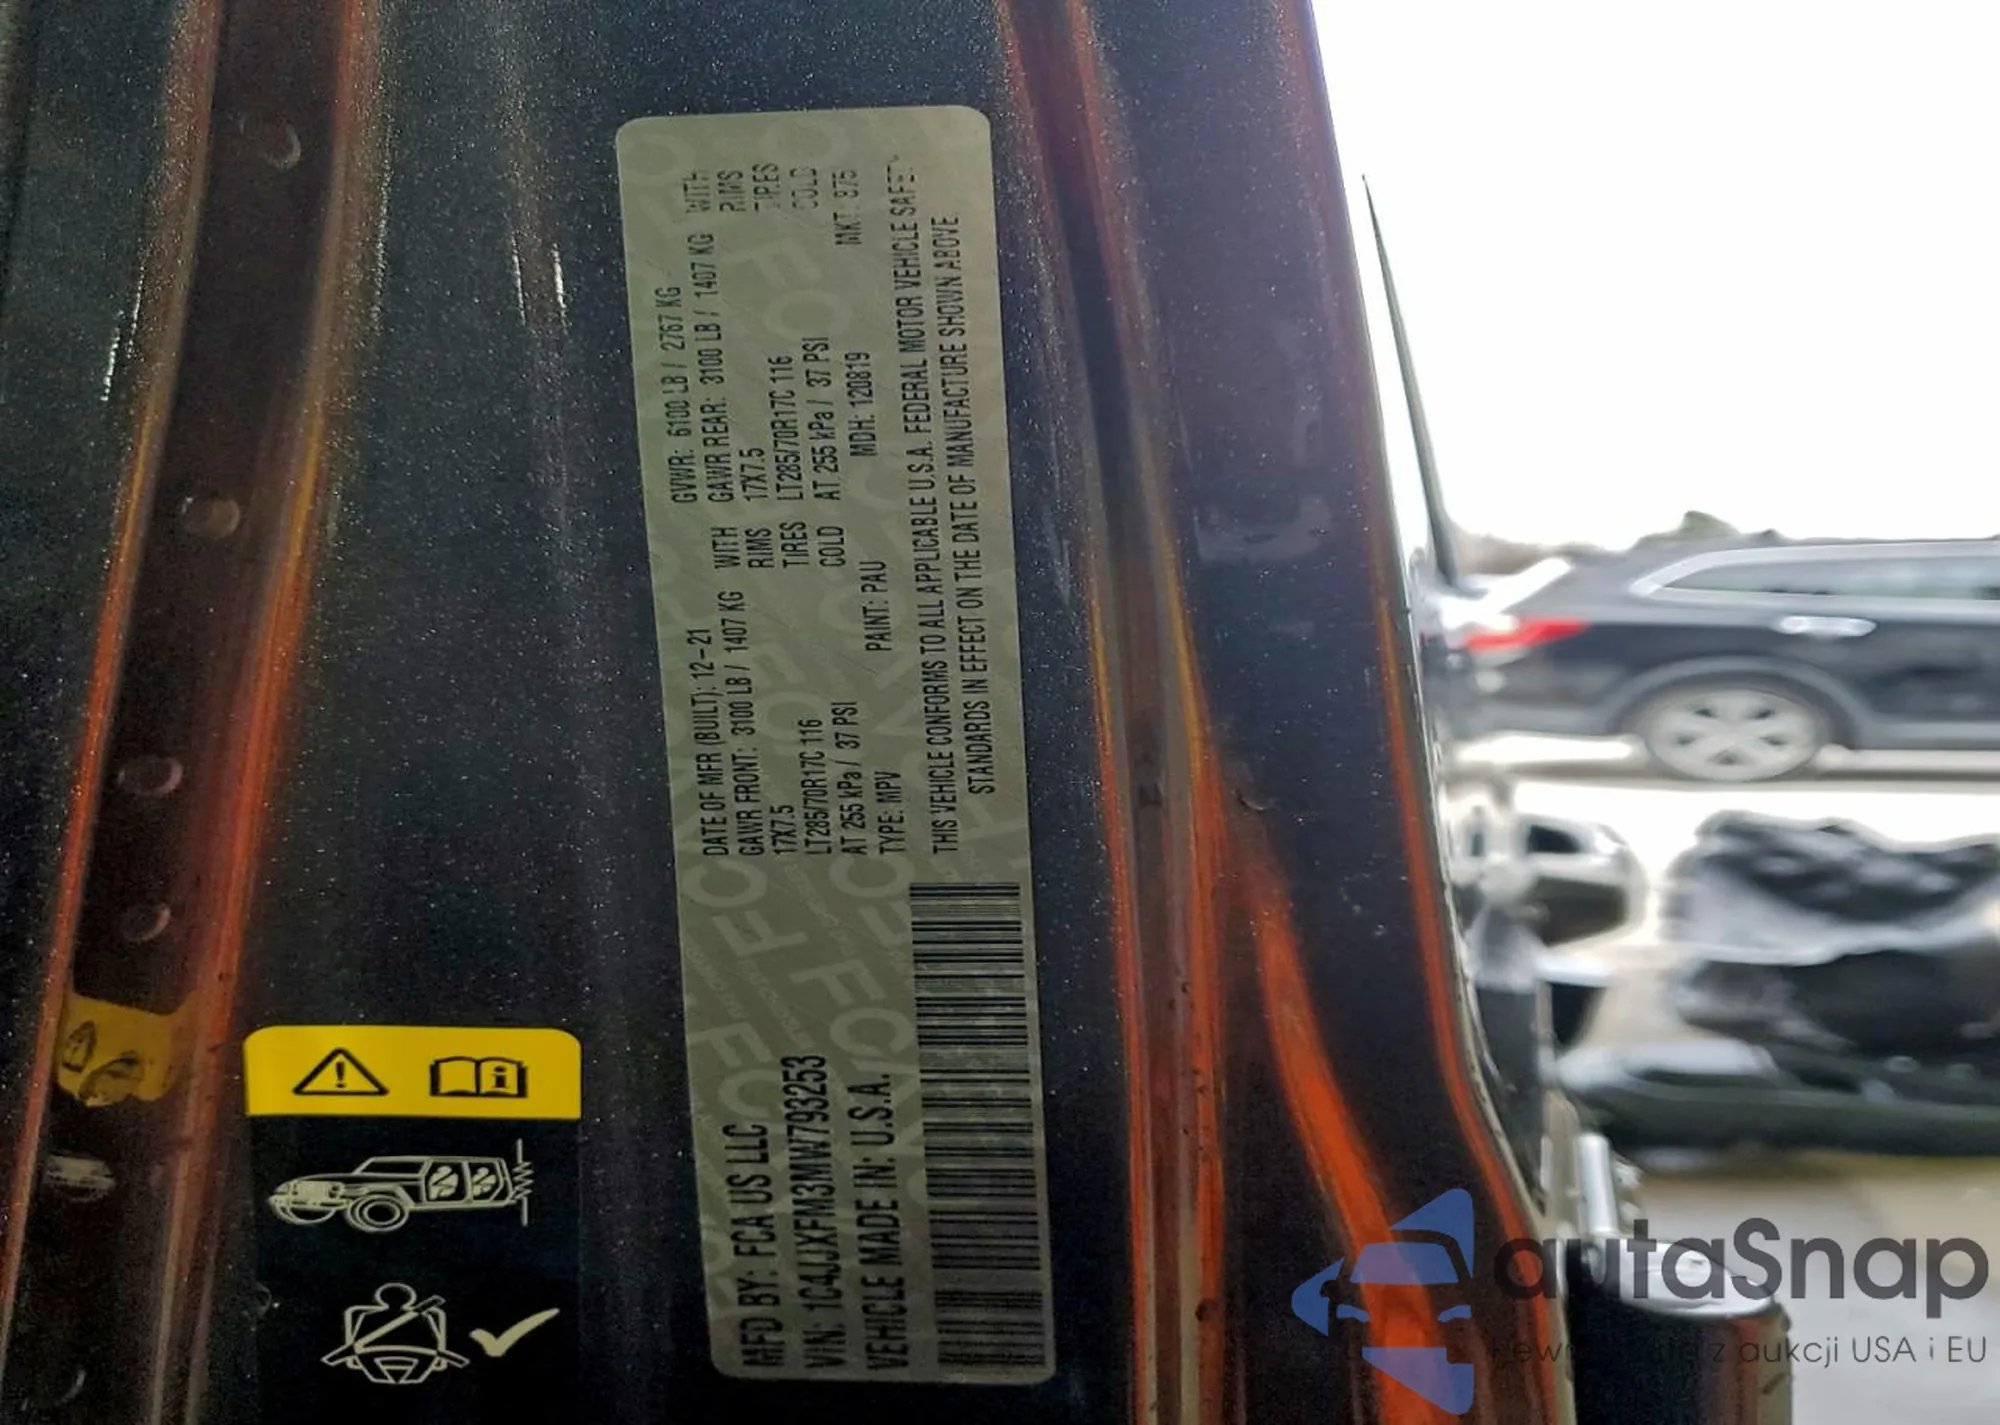 MFD BY: FCA US LLC
DATE OF MFR (BUILT): 12-21
GVWR: 6100 LB / 2767 KG
GAWR FRONT: 3100 LB / 1407 KG WITH
17X7.5 RIMS
LT285/70R17C 116 TIRES
AT 255 kPa / 37 PSI COLD
GAWR REAR: 3100 LB / 1407 KG WITH
17X7.5 RIMS
LT285/70R17C 116 TIRES
AT 255 kPa / 37 PSI COLD
VIN: 1C4JJXFM3MW793253
TYPE: MPV
PAINT: PAU
MDH: 120819
MKT: 875
VEHICLE MADE IN: U.S.A.
THIS VEHICLE CONFORMS TO ALL APPLICABLE U.S.A. FEDERAL MOTOR VEHICLE SAFETY
STANDARDS IN EFFECT ON THE DATE OF MANUFACTURE SHOWN ABOVE
autaSnap
z aukcji USA i EU